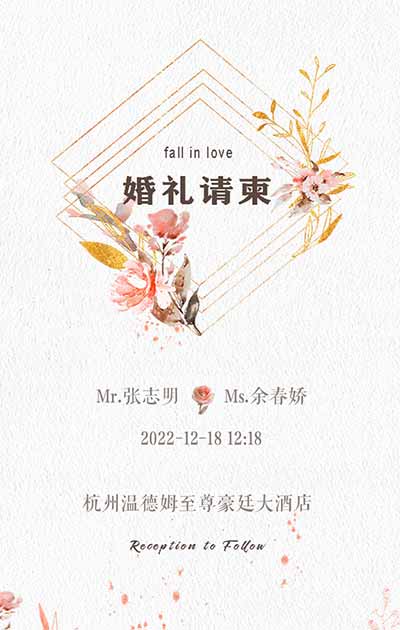 fall in love
婚礼请柬
Mr.张志明 Ms.余春娇
2022-12-18 12:18
杭州温德姆至尊豪廷大酒店
Reception to Follow